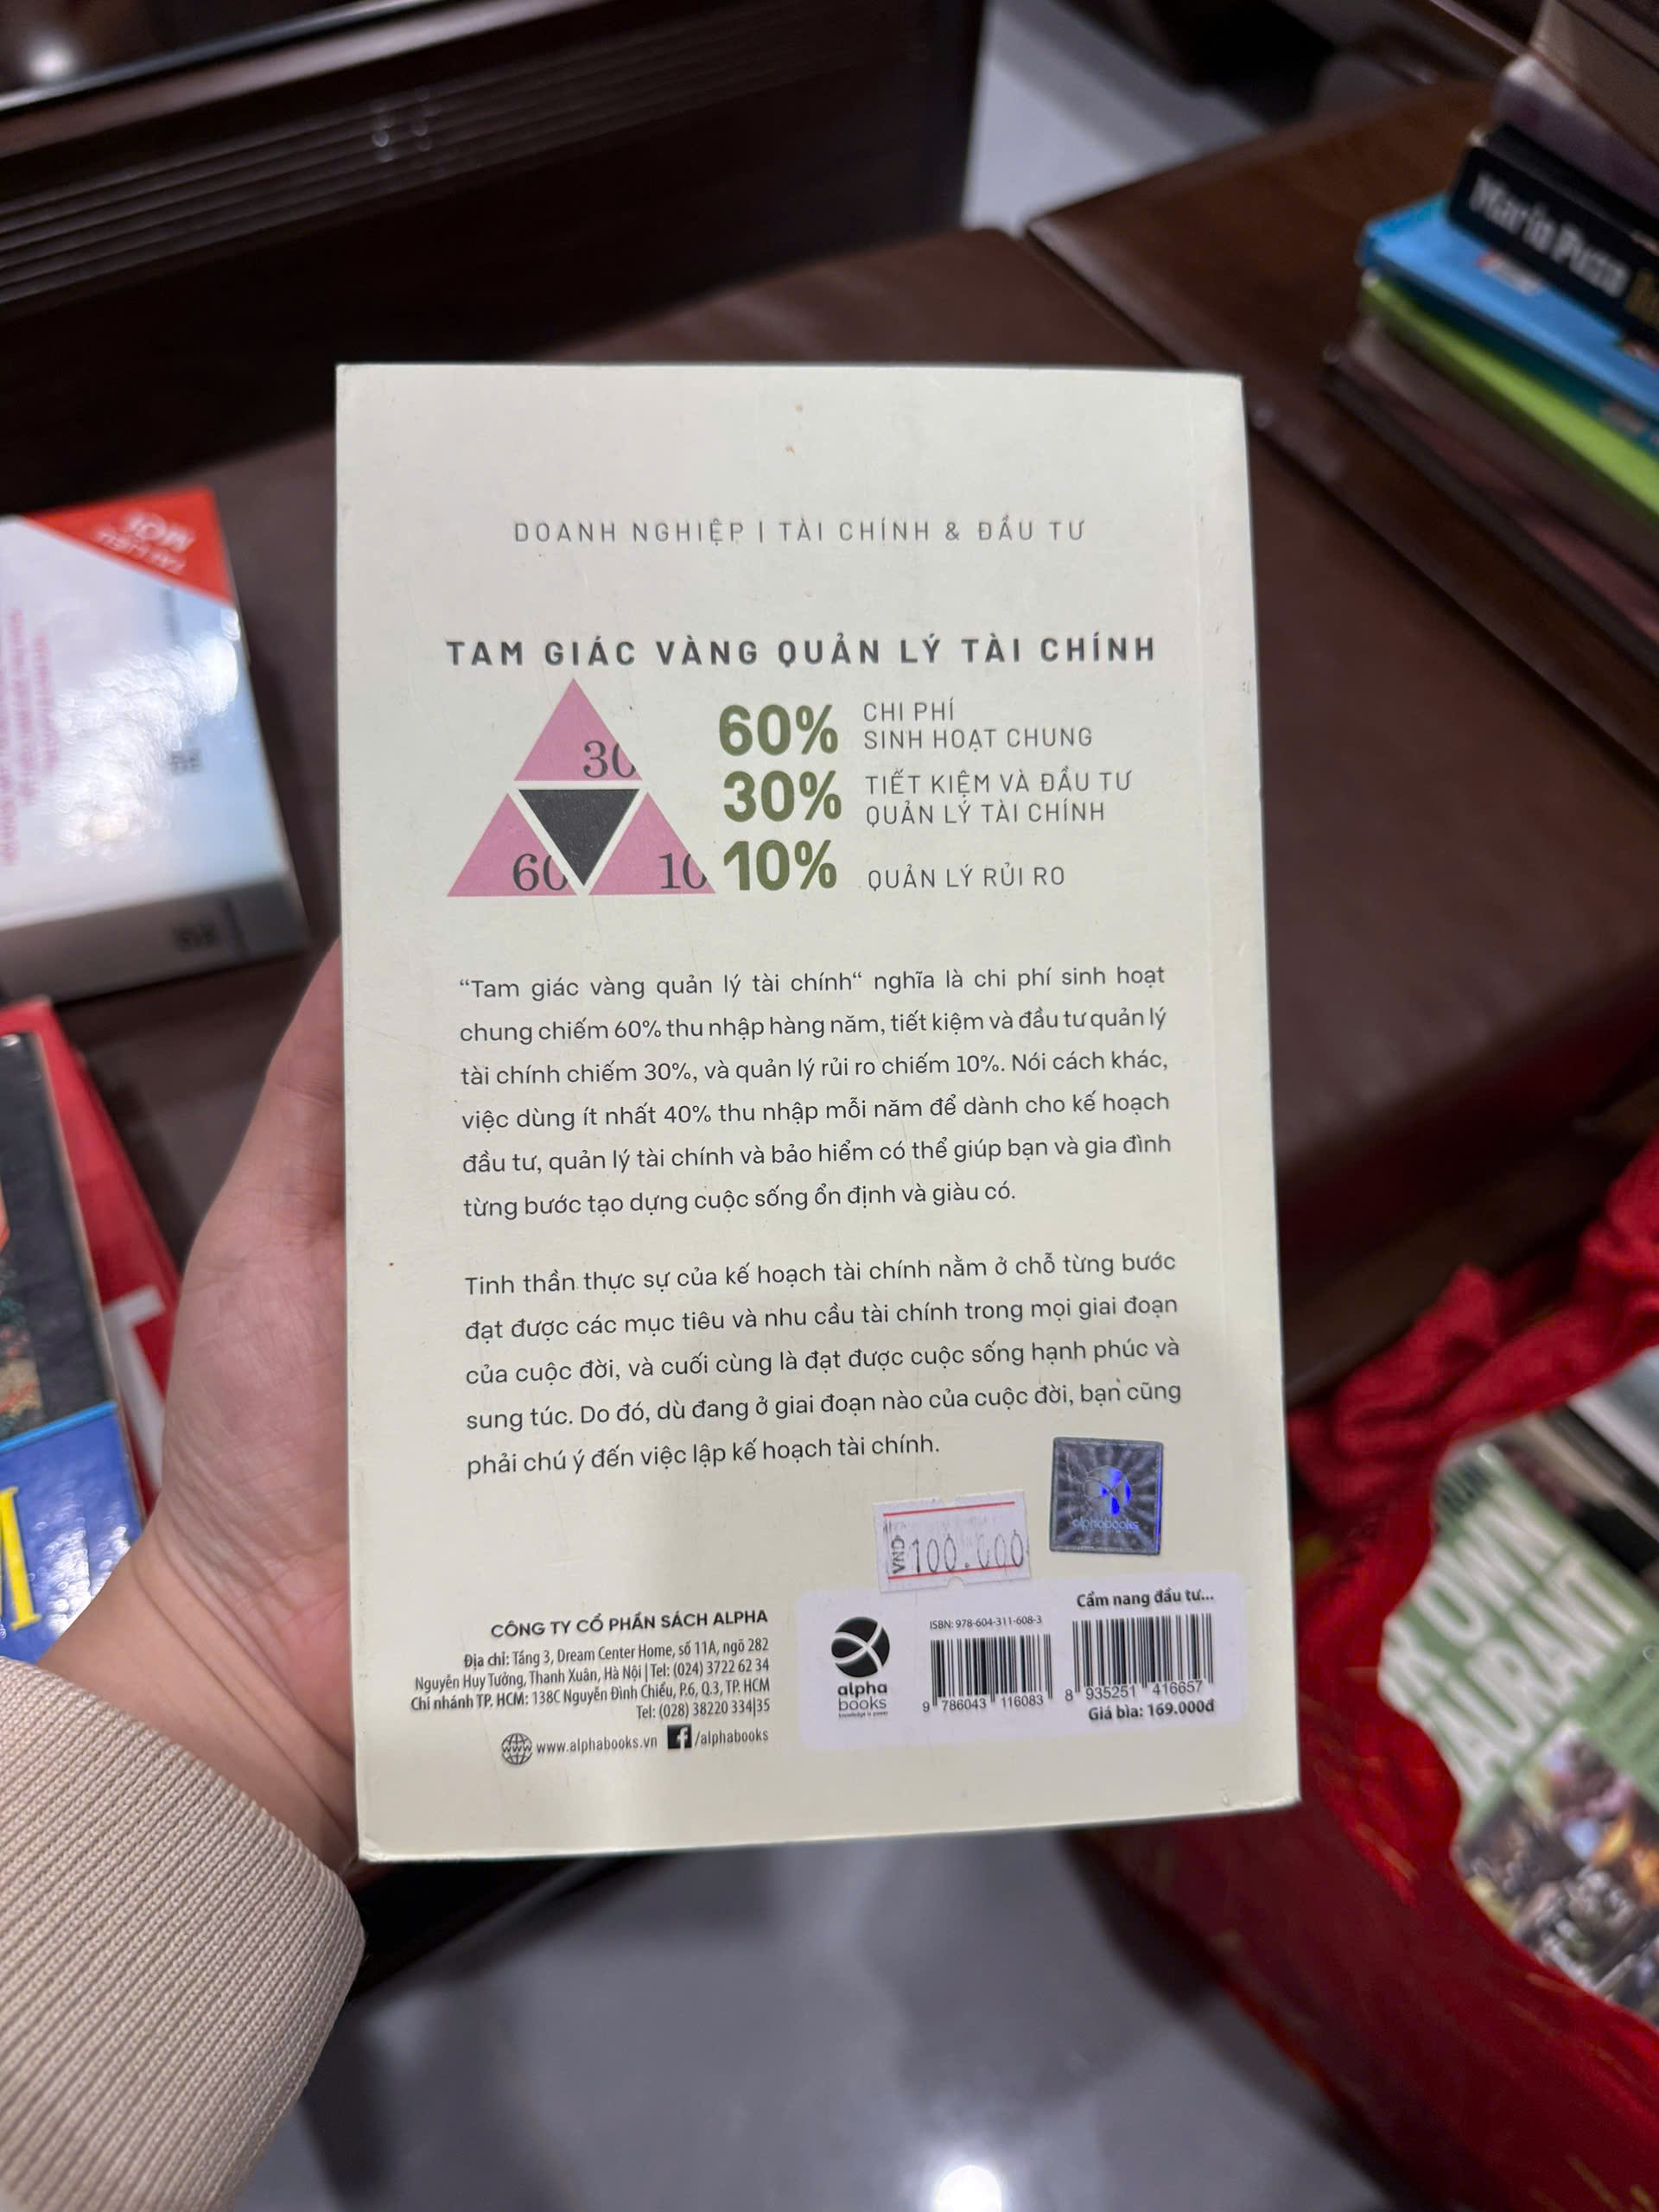 Mario Puzo
DOANH NGHIỆP | TÀI CHÍNH & ĐẦU TƯ
TAM GIÁC VÀNG QUẢN LÝ TÀI CHÍNH
30
60
10
60% CHI PHÍ
SINH HOẠT CHUNG
30% TIẾT KIỆM VÀ ĐẦU TƯ
QUẢN LÝ TÀI CHÍNH
10% QUẢN LÝ RỦI RO
“Tam giác vàng quản lý tài chính“ nghĩa là chi phí sinh hoạt
chung chiếm 60% thu nhập hàng năm, tiết kiệm và đầu tư quản lý
tài chính chiếm 30%, và quản lý rủi ro chiếm 10%. Nói cách khác,
việc dùng ít nhất 40% thu nhập mỗi năm để dành cho kế hoạch
đầu tư, quản lý tài chính và bảo hiểm có thể giúp bạn và gia đình
từng bước tạo dựng cuộc sống ổn định và giàu có.
Tinh thần thực sự của kế hoạch tài chính nằm ở chỗ từng bước
đạt được các mục tiêu và nhu cầu tài chính trong mọi giai đoạn
của cuộc đời, và cuối cùng là đạt được cuộc sống hạnh phúc và
sung túc. Do đó, dù đang ở giai đoạn nào của cuộc đời, bạn cũng
phải chú ý đến việc lập kế hoạch tài chính.
alphabooks
VNĐ 100.000
CÔNG TY CỔ PHẦN SÁCH ALPHA
Địa chỉ: Tầng 3, Dream Center Home, số 11A, ngõ 282
Nguyễn Huy Tưởng, Thanh Xuân, Hà Nội | Tel: (024) 3722 62 34
Chi nhánh TP. HCM: 138C Nguyễn Đình Chiểu, P.6, Q.3, TP. HCM
Tel: (028) 38220 334|35
www.alphabooks.vn f /alphabooks
alpha
books
knowledge is power
ISBN: 978-604-311-608-3
9 786043 116083
Cẩm nang đầu tư...
8 935251 416657
Giá bìa: 169.000đ